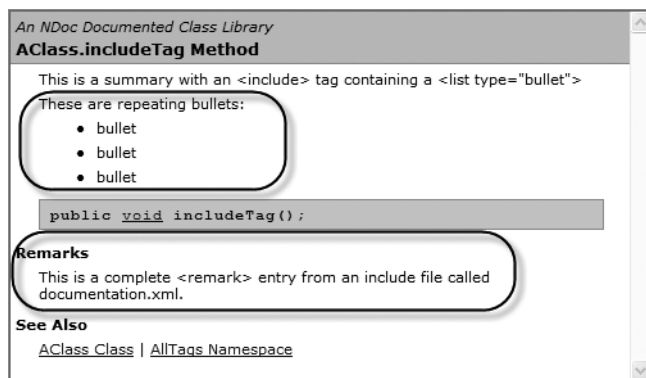 An NDoc Documented Class Library
AClass.includeTag Method
This is a summary with an <include> tag containing a <list type="bullet">
These are repeating bullets:
• bullet
• bullet
• bullet
public void includeTag();
Remarks
This is a complete <remark> entry from an include file called
documentation.xml.
See Also
AClass Class | AllTags Namespace